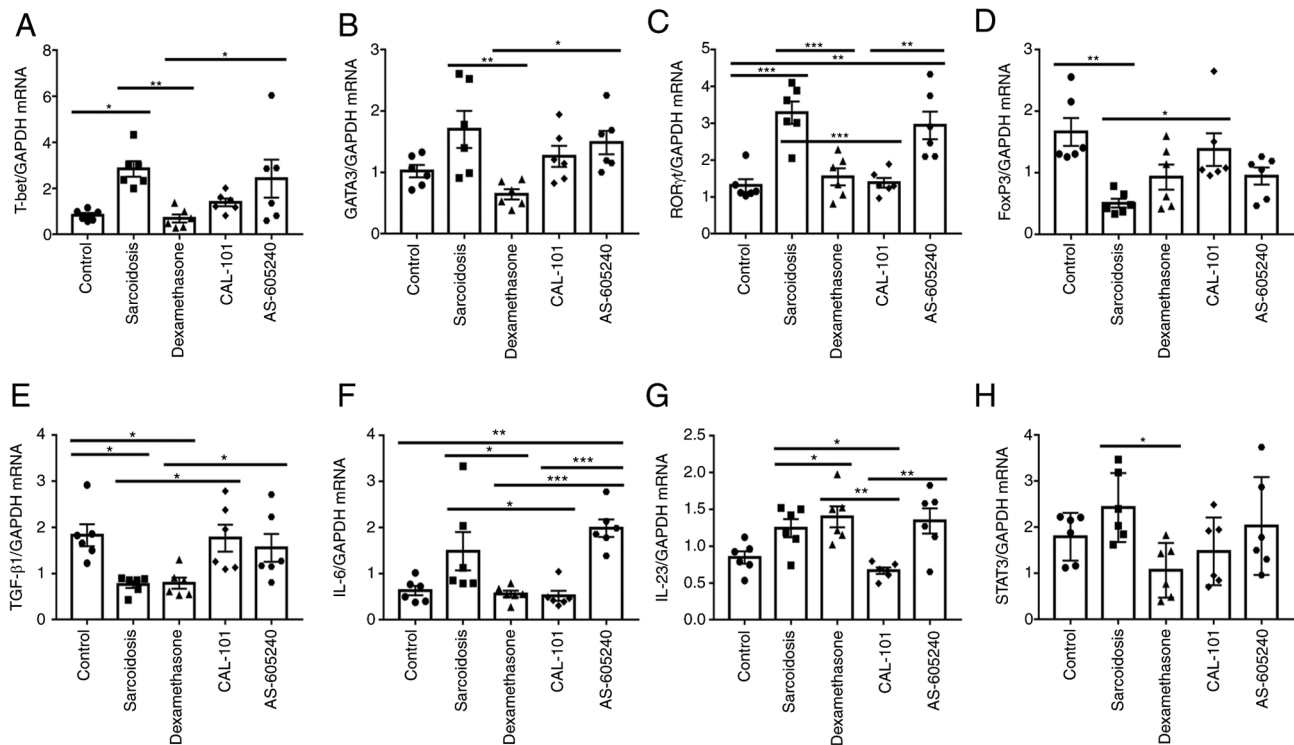 A
T-bet/GAPDH mRNA
8
6
4
2
0
*
**
*
Control
Sarcoidosis
Dexamethasone
CAL-101
AS-605240
B
GATA3/GAPDH mRNA
3
2
1
0
*
**
Control
Sarcoidosis
Dexamethasone
CAL-101
AS-605240
C
RORγt/GAPDH mRNA
5
4
3
2
1
0
***
**
**
***
***
Control
Sarcoidosis
Dexamethasone
CAL-101
AS-605240
D
FoxP3/GAPDH mRNA
3
2
1
0
**
*
Control
Sarcoidosis
Dexamethasone
CAL-101
AS-605240
E
TGF-β1/GAPDH mRNA
4
3
2
1
0
*
*
*
*
Control
Sarcoidosis
Dexamethasone
CAL-101
AS-605240
F
IL-6/GAPDH mRNA
4
3
2
1
0
**
*
***
***
*
Control
Sarcoidosis
Dexamethasone
CAL-101
AS-605240
G
IL-23/GAPDH mRNA
2.5
2.0
1.5
1.0
0.5
0.0
*
*
**
**
Control
Sarcoidosis
Dexamethasone
CAL-101
AS-605240
H
STAT3/GAPDH mRNA
4
3
2
1
0
*
Control
Sarcoidosis
Dexamethasone
CAL-101
AS-605240